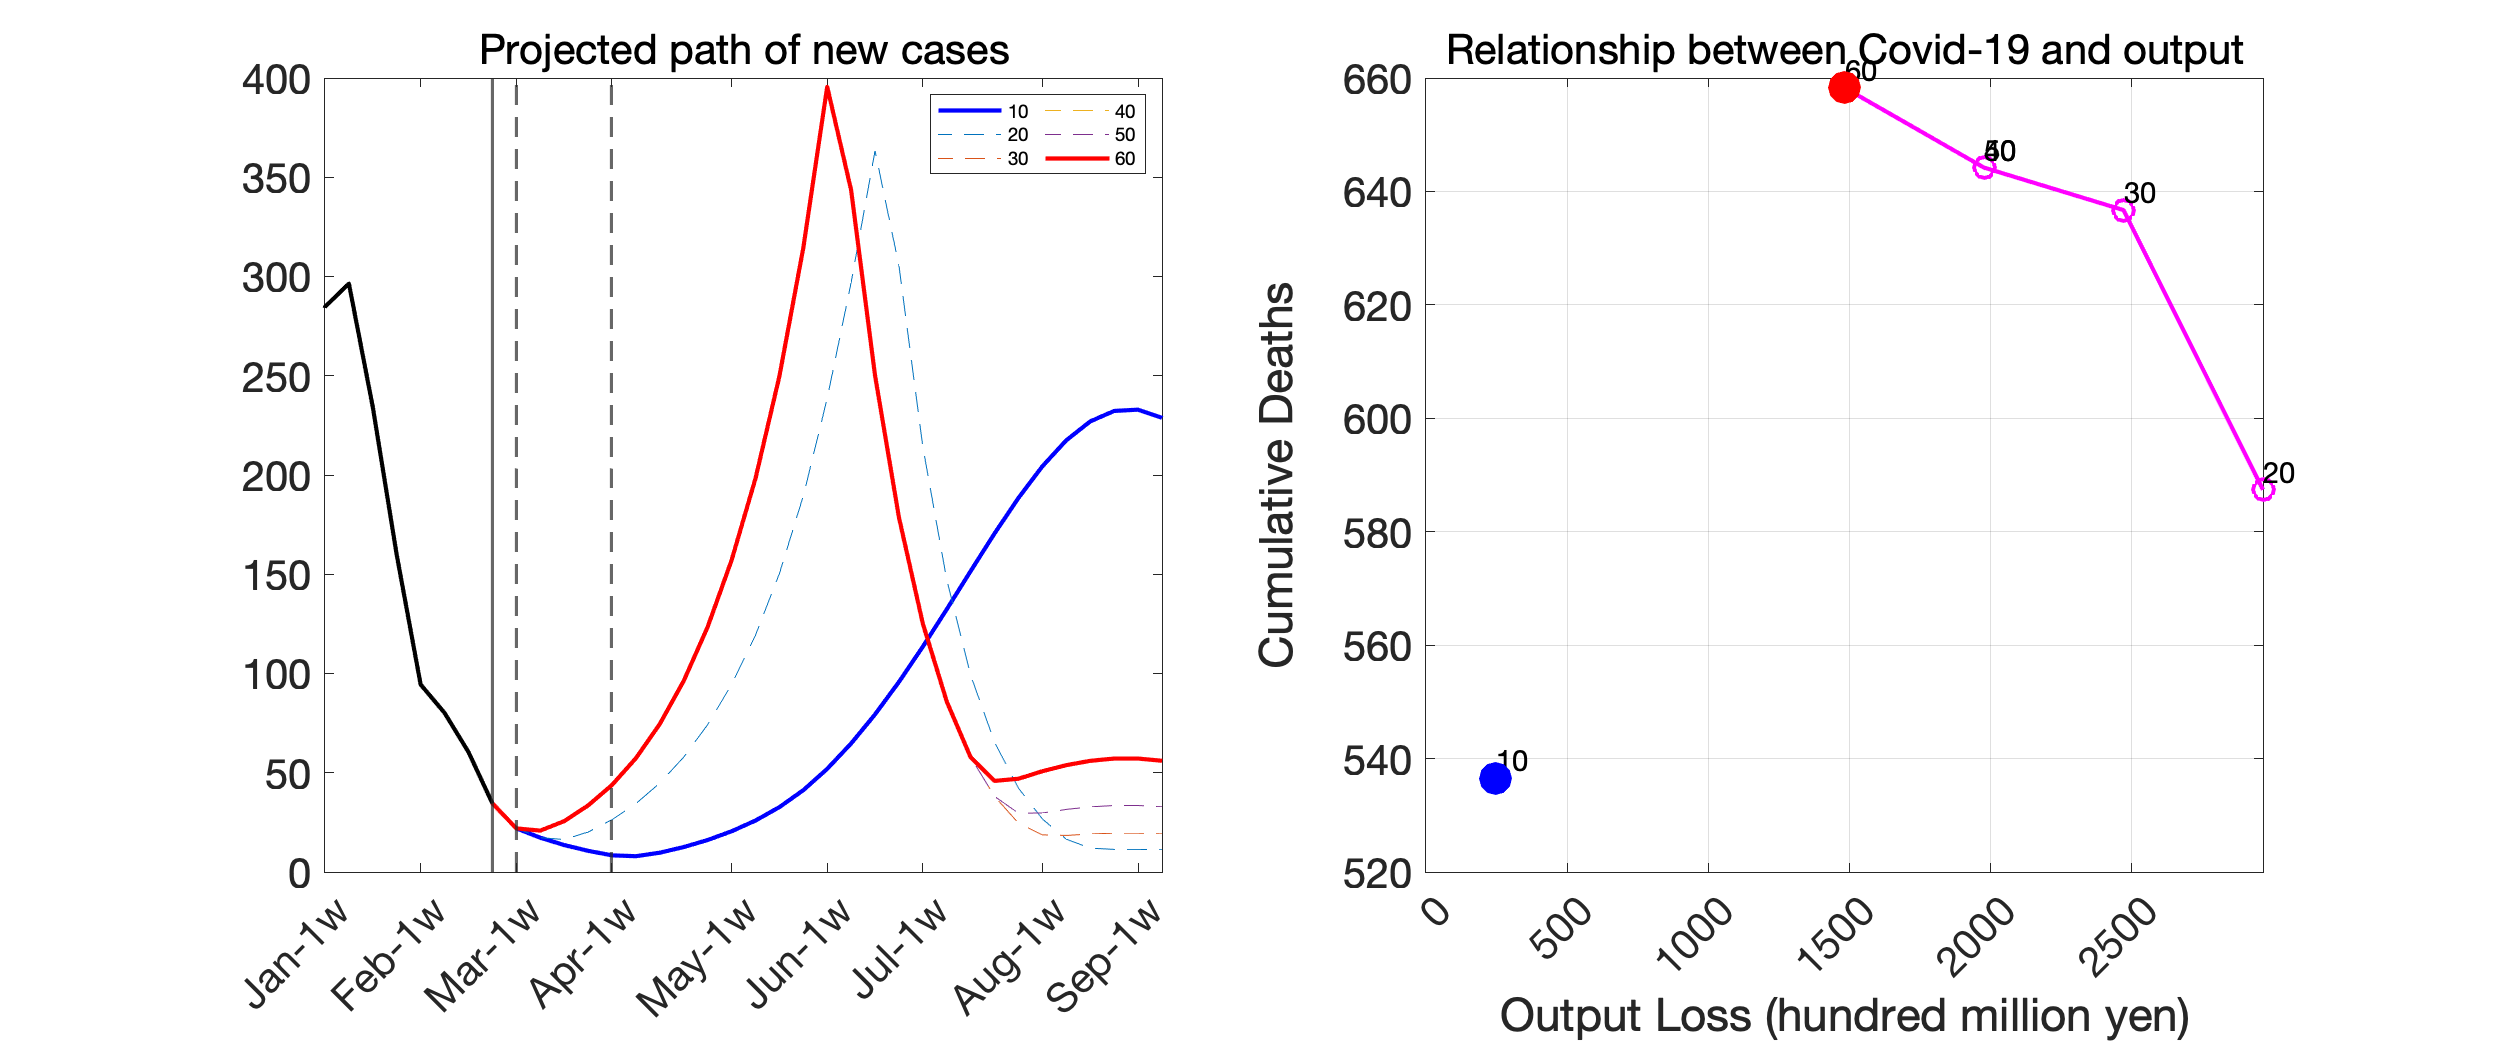 Projected path of new cases
400
350
300
250
200
150
100
50
0
10
20
30
40
50
60
Jan-1w
Feb-1w
Mar-1w
Apr-1w
May-1w
Jun-1w
Jul-1w
Aug-1w
Sep-1w
Relationship between Covid-19 and output
Cumulative Deaths
660
640
620
600
580
560
540
520
60
30
20
10
0
500
1000
1500
2000
2500
Output Loss (hundred million yen)